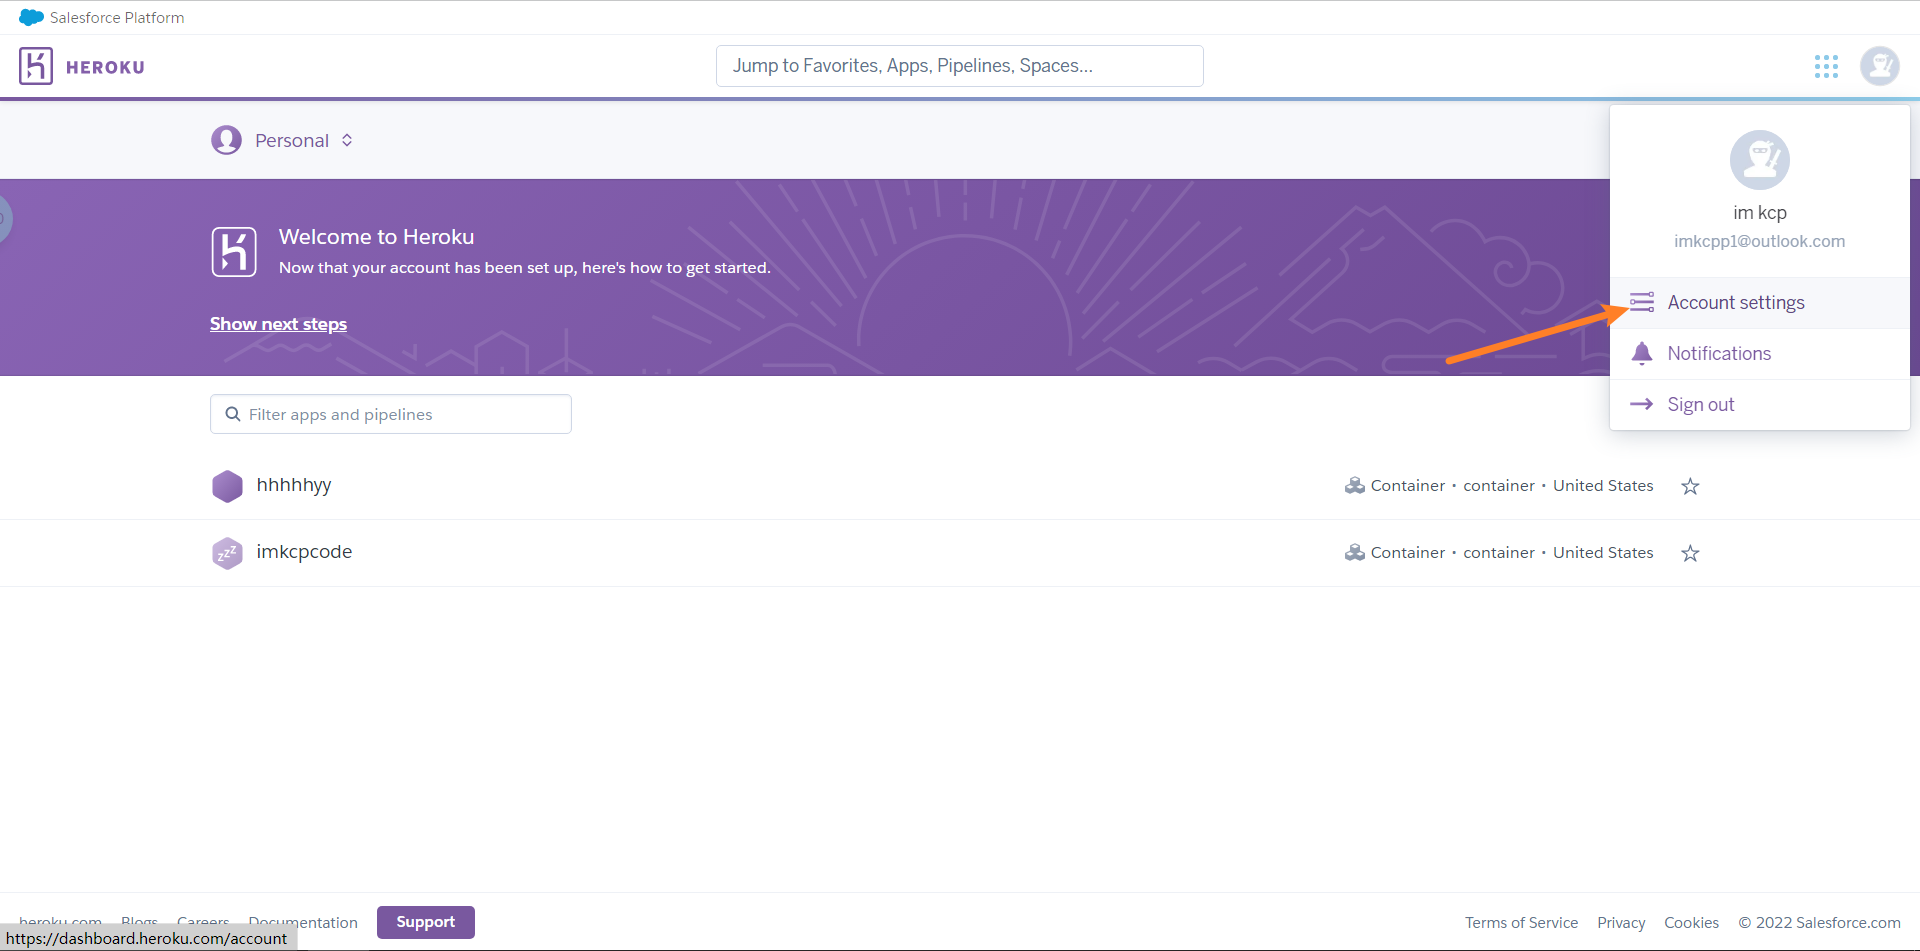 Salesforce Platform
HEROKU
Jump to Favorites, Apps, Pipelines, Spaces...
Personal
im kcp
imkcpp1@outlook.com
Account settings
Notifications
Sign out
Welcome to Heroku
Now that your account has been set up, here's how to get started.
Show next steps
Filter apps and pipelines
hhhhhyy
Container · container · United States
zzZ
imkcpcode
Container · container · United States
heroku.com Blogs Careers Documentation Support
Terms of Service Privacy Cookies © 2022 Salesforce.com
https://dashboard.heroku.com/account